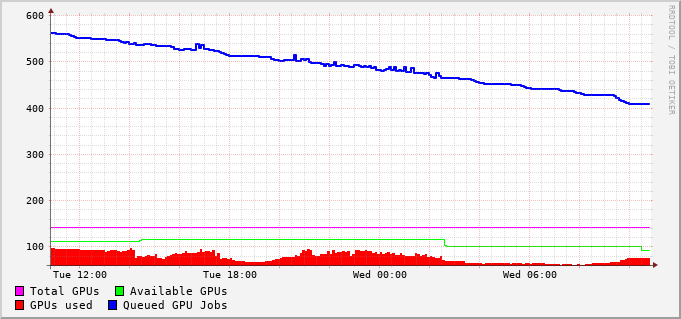 600
500
400
300
200
100
Tue 12:00 Tue 18:00 Wed 00:00 Wed 06:00
Total GPUs Available GPUs
GPUs used Queued GPU Jobs
RRDTOOL / TOBI OETIKER